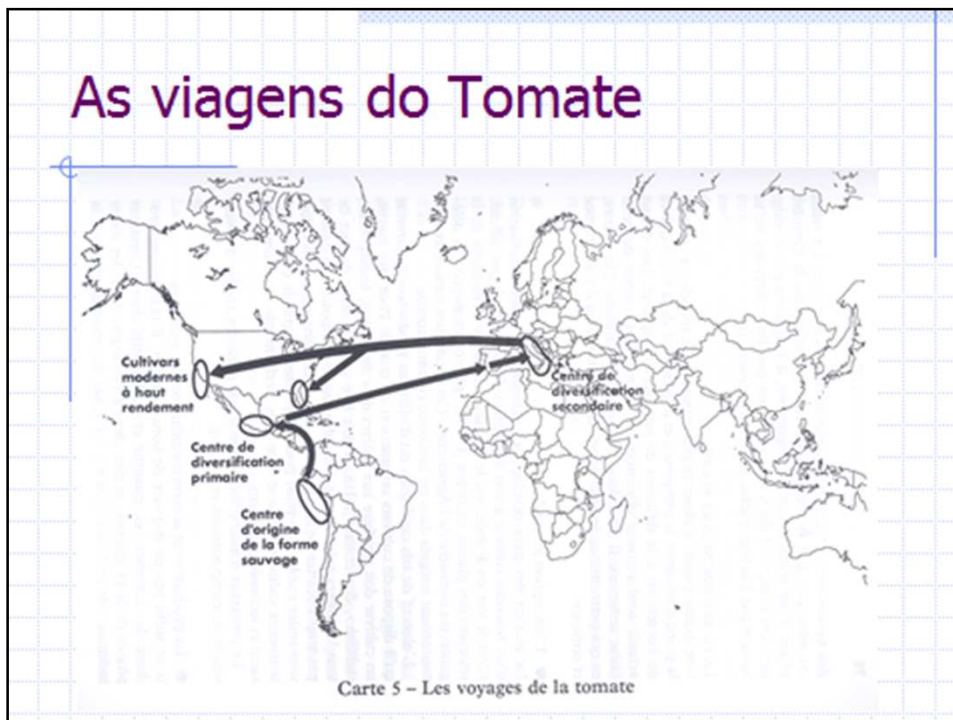 As viagens do Tomate
Cultivars
modernes
à haut
rendement
Centre de
diversification
secondaire
Centre de
diversification
primaire
Centre
d'origine
de la forme
sauvage
Carte 5 – Les voyages de la tomate